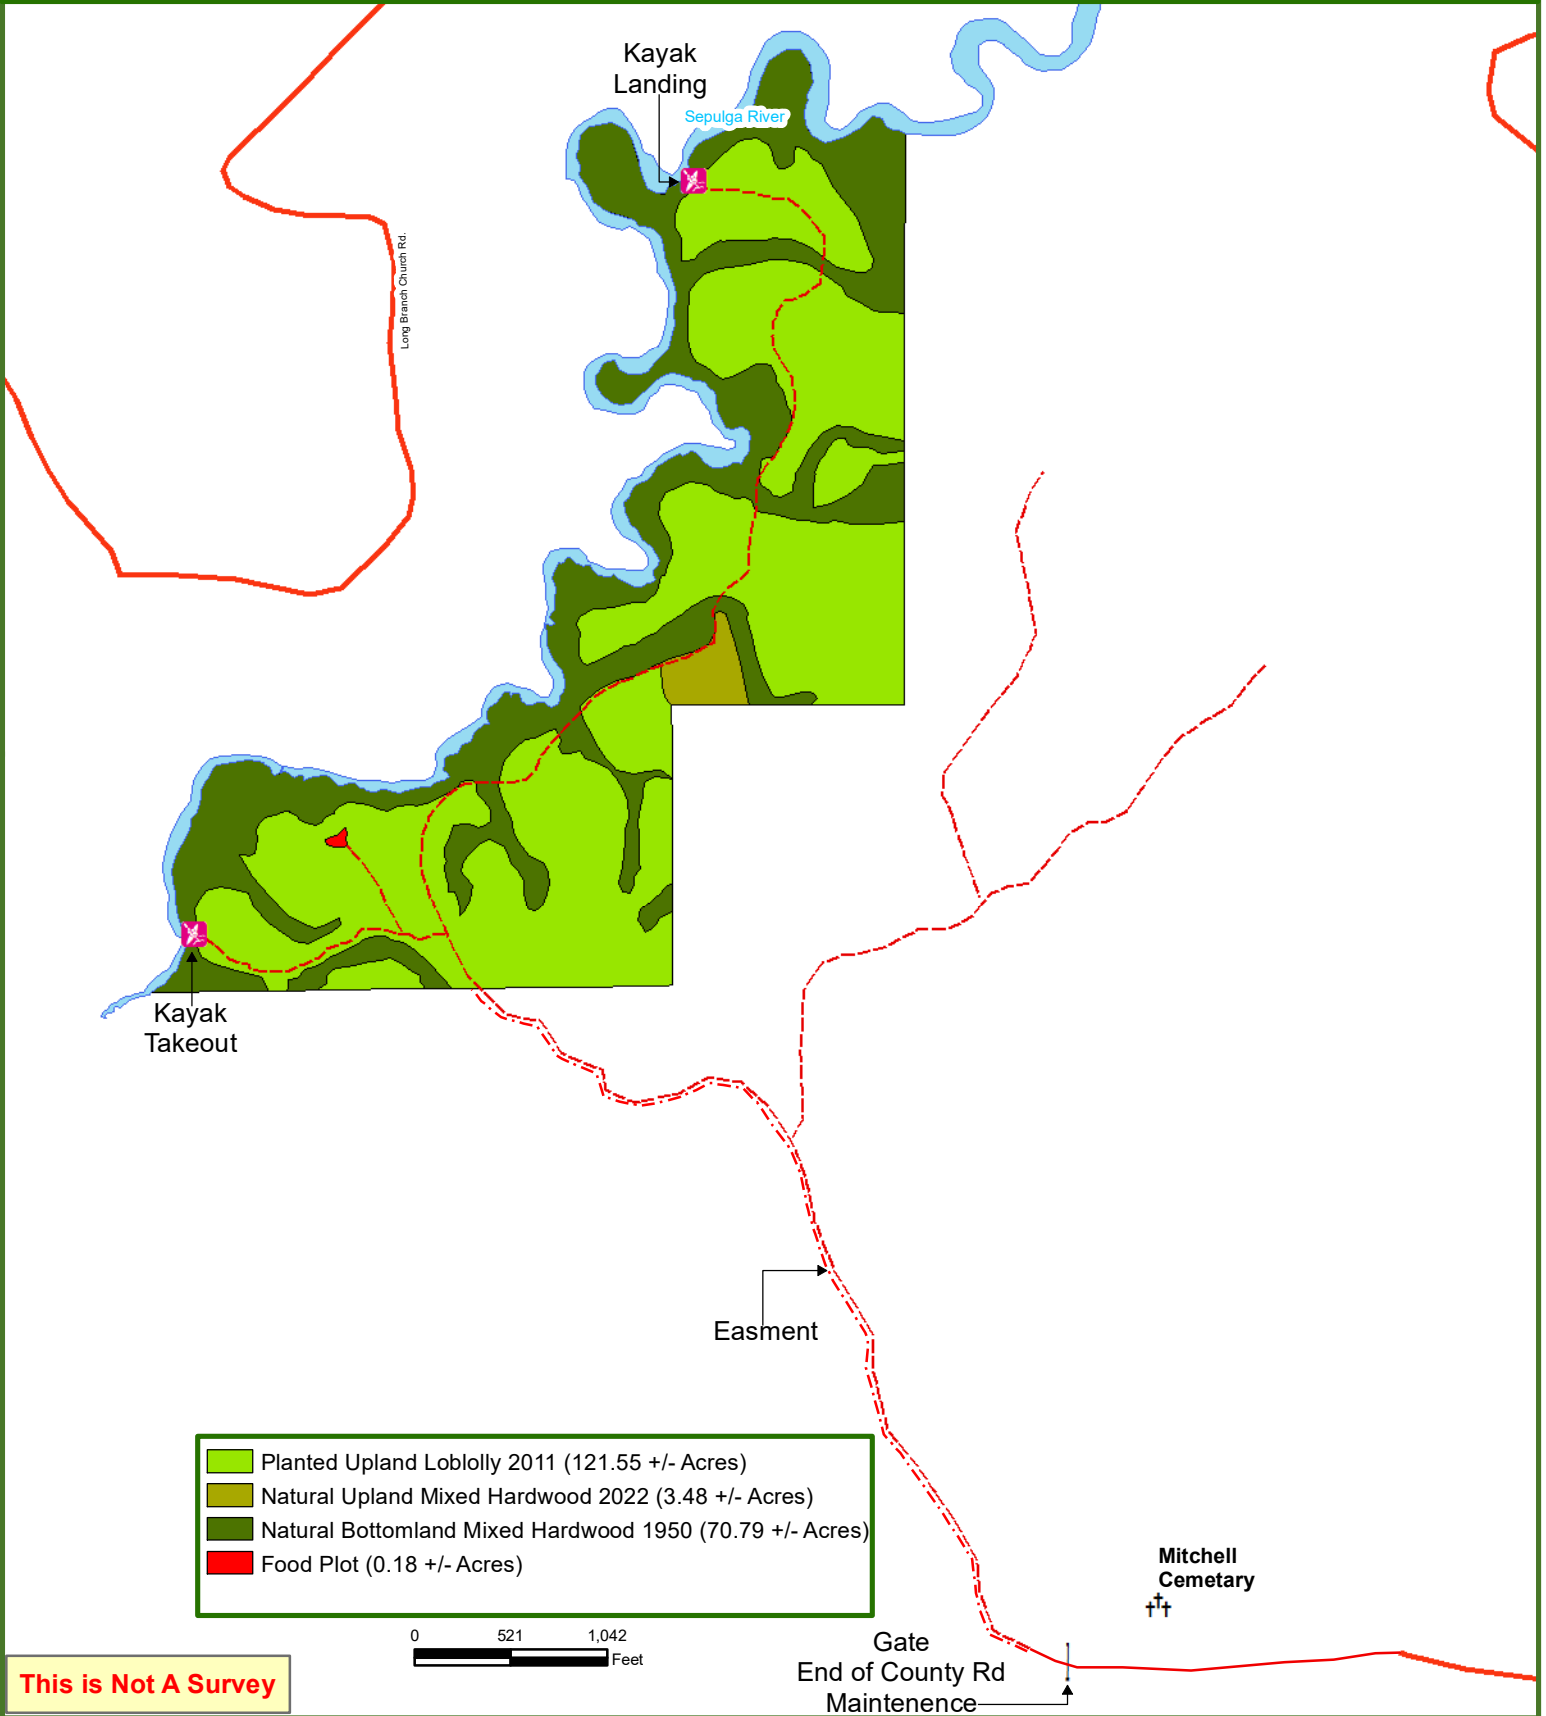 Kayak
Landing
Sepulga River
Long Branch Church Rd.
Kayak
Takeout
Easment
Planted Upland Loblolly 2011 (121.55 +/- Acres)
Natural Upland Mixed Hardwood 2022 (3.48 +/- Acres)
Natural Bottomland Mixed Hardwood 1950 (70.79 +/- Acres)
Food Plot (0.18 +/- Acres)
Mitchell
Cemetary
0 521 1,042
Feet
Gate
End of County Rd
Maintenence
This is Not A Survey